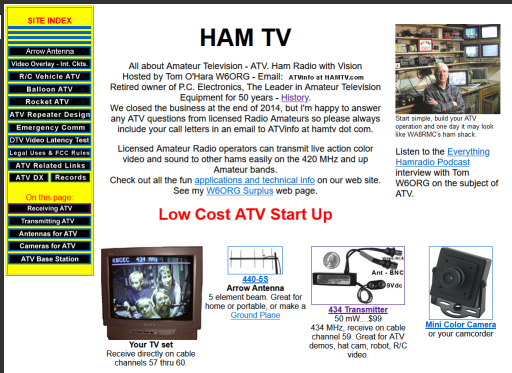 SITE INDEX
Arrow Antenna
Video Overlay - Int. Ckts.
R/C Vehicle ATV
Balloon ATV
Rocket ATV
ATV Repeater Design
Emergency Comm
DTV Video Latency Test
Legal Uses & FCC Rules
ATV Related Links
ATV DX
Records
On this page:
Receiving ATV
Transmitting ATV
Antennas for ATV
Cameras for ATV
ATV Base Station
HAM TV
All about Amateur Television - ATV. Ham Radio with Vision
Hosted by Tom O'Hara W6ORG - Email: ATVinfo at HAMTV.com
Retired owner of P.C. Electronics, The Leader in Amateur Television
Equipment for 50 years - History.
We closed the business at the end of 2014, but I'm happy to answer
any ATV questions from licensed Radio Amateurs so please always
include your call letters in an email to ATVinfo at hamtv dot com.
Licensed Amateur Radio operators can transmit live action color
video and sound to other hams easily on the 420 MHz and up
Amateur bands.
Check out all the fun applications and technical info on our web site.
See my W6ORG Surplus web page.
Start simple, build your ATV
operation and one day it may look
like WA8RMC's ham shack.
Listen to the Everything
Hamradio Podcast
interview with Tom
W6ORG on the subject of
ATV.
Low Cost ATV Start Up
434 MHz
Your TV set
Receive directly on cable
channels 57 thru 60.
440-5S
Arrow Antenna
5 element beam. Great for
home or portable, or make a
Ground Plane
Ant - BNC
9Vdc
434 Transmitter
50 mW....$99
434 MHz, receive on cable
channel 59. Great for ATV
demos, hat cam, robot, R/C
video.
Mini Color Camera
or your camcorder